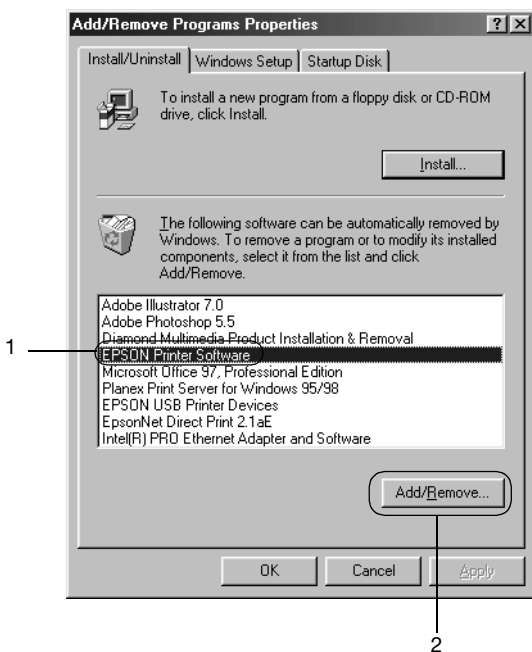 Add/Remove Programs Properties
Install/Uninstall
Windows Setup
Startup Disk
To install a new program from a floppy disk or CD-ROM
drive, click Install.
Install...
The following software can be automatically removed by
Windows. To remove a program or to modify its installed
components, select it from the list and click
Add/Remove.
Adobe Illustrator 7.0
Adobe Photoshop 5.5
Diamond Multimedia Product Installation & Removal
1
EPSON Printer Software
Microsoft Office 97, Professional Edition
Planex Print Server for Windows 95/98
EPSON USB Printer Devices
EpsonNet Direct Print 2.1aE
Intel(R) PRO Ethernet Adapter and Software
Add/Remove...
OK
Cancel
Apply
2